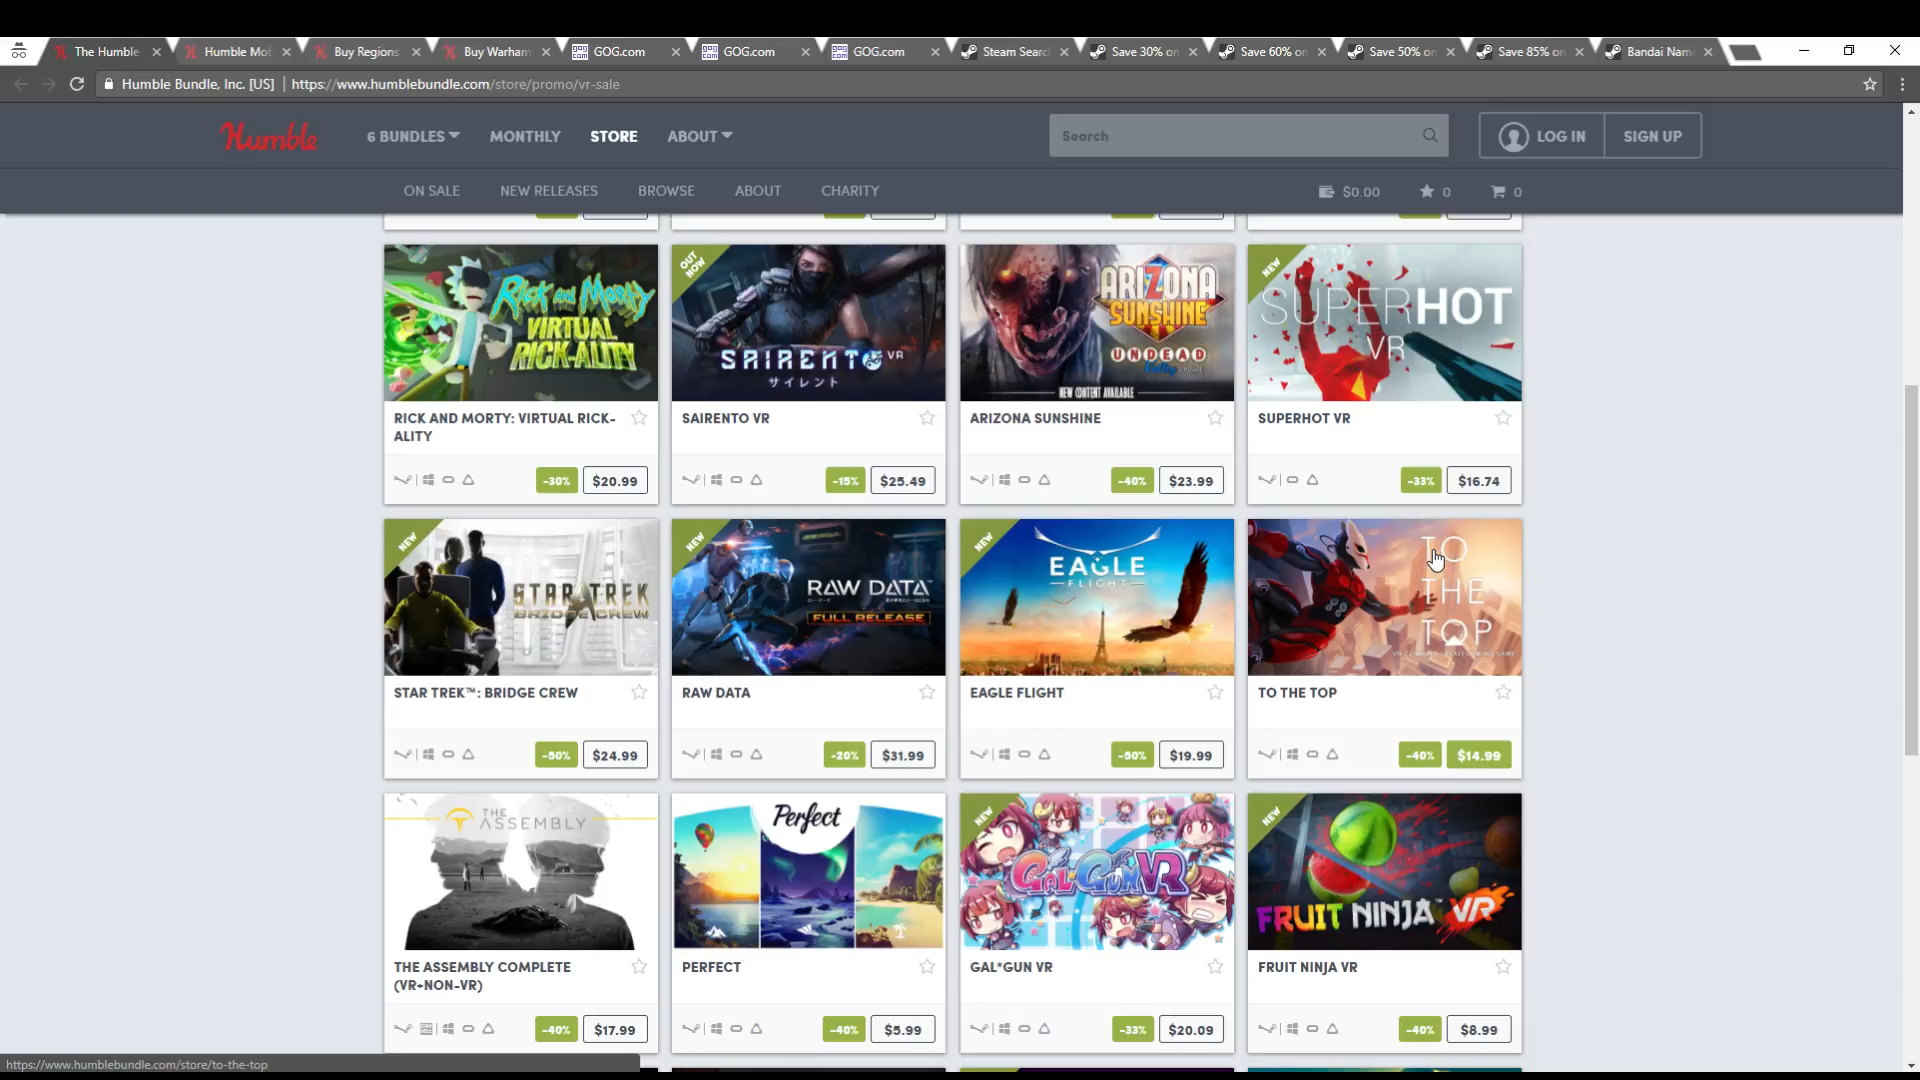 The Humble
Humble Mob
Buy Regions
Buy Warham
GOG.com
GOG.com
GOG.com
Steam Searc
Save 30% on
Save 60% on
Save 50% on
Save 85% on
Bandai Nam
Humble Bundle, Inc. [US] | https://www.humblebundle.com/store/promo/vr-sale
Humble
6 BUNDLES
MONTHLY
STORE
ABOUT
Search
LOG IN
SIGN UP
ON SALE
NEW RELEASES
BROWSE
ABOUT
CHARITY
$0.00
0
0
Rick and Morty
VIRTUAL
RICK-ALITY
OUT NOW
SAIRENTO VR
サイレント
ARIZONA
SUNSHINE
UNDEAD
NEW CONTENT AVAILABLE
NEW
SUPERHOT
VR
RICK AND MORTY: VIRTUAL RICK-
ALITY
SAIRENTO VR
ARIZONA SUNSHINE
SUPERHOT VR
-30% $20.99
-15% $25.49
-40% $23.99
-33% $16.74
NEW
STAR TREK
BRIDGE CREW
NEW
RAW DATA
FULL RELEASE
NEW
EAGLE
FLIGHT
TO
THE
TOP
STAR TREK™: BRIDGE CREW
RAW DATA
EAGLE FLIGHT
TO THE TOP
-50% $24.99
-20% $31.99
-50% $19.99
-40% $14.99
THE
ASSEMBLY
Perfect
NEW
GAL*GUN VR
NEW
FRUIT NINJA VR
THE ASSEMBLY COMPLETE
(VR+NON-VR)
PERFECT
GAL*GUN VR
FRUIT NINJA VR
-40% $17.99
-40% $5.99
-33% $20.09
-40% $8.99
https://www.humblebundle.com/store/to-the-top